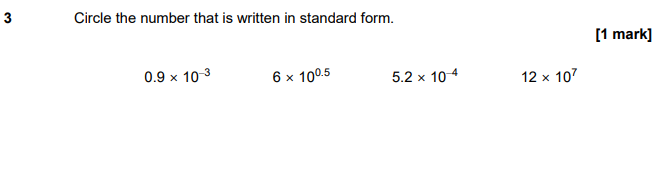 3 Circle the number that is written in standard form.
[1 mark]
0.9 × 10⁻³ 6 × 10⁰·⁵ 5.2 × 10⁻⁴ 12 × 10⁷